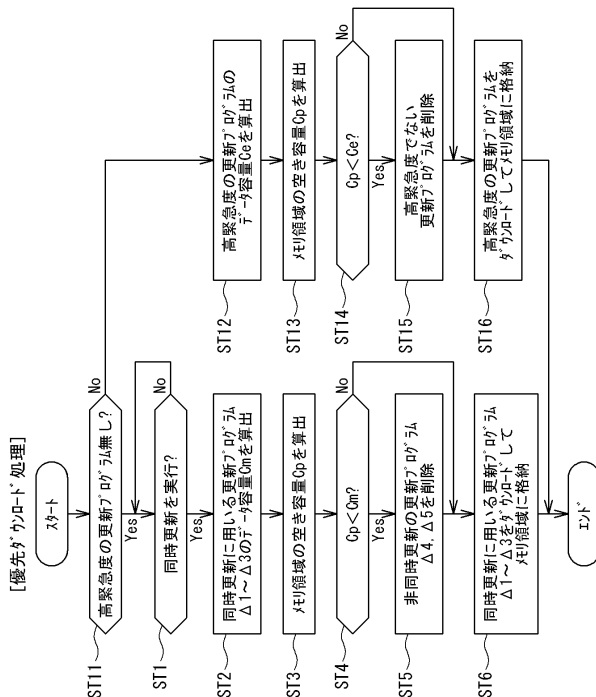 [優先ダウンロード処理]
スタート
ST11
高緊急度の更新プログラム無し?
No
Yes
ST1
同時更新を実行?
No
Yes
ST2
同時更新に用いる更新プログラム
Δ1～Δ3のデータ容量Cmを算出
ST3
メモリ領域の空き容量Cpを算出
ST4
Cp<Cm?
No
Yes
ST5
非同時更新の更新プログラム
Δ4,Δ5を削除
ST6
同時更新に用いる更新プログラム
Δ1～Δ3をダウンロードして
メモリ領域に格納
ST12
高緊急度の更新プログラムの
データ容量Ceを算出
ST13
メモリ領域の空き容量Cpを算出
ST14
Cp<Ce?
No
Yes
ST15
高緊急度でない
更新プログラムを削除
ST16
高緊急度の更新プログラムを
ダウンロードしてメモリ領域に格納
エンド